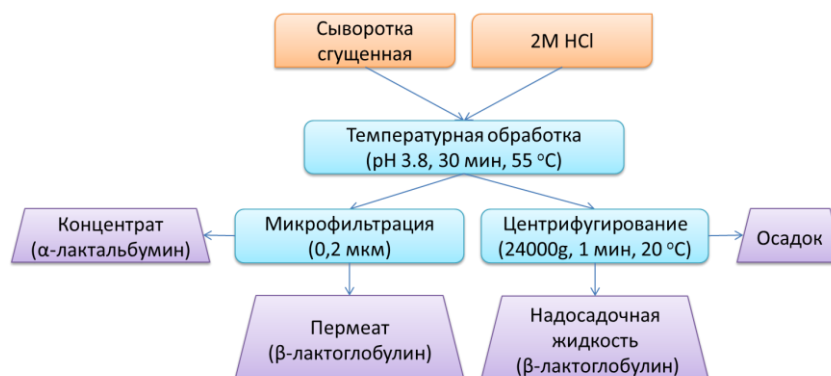 Сыворотка
сгущенная
2M HCl
Температурная обработка
(pH 3.8, 30 мин, 55 °C)
Концентрат
(α-лактальбумин)
Микрофильтрация
(0,2 мкм)
Центрифугирование
(24000g, 1 мин, 20 °C)
Осадок
Пермеат
(β-лактоглобулин)
Надосадочная
жидкость
(β-лактоглобулин)